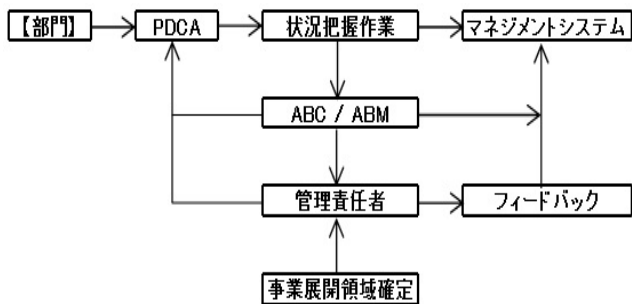 【部門】
PDCA
状況把握作業
マネジメントシステム
ABC / ABM
管理責任者
フィードバック
事業展開領域確定